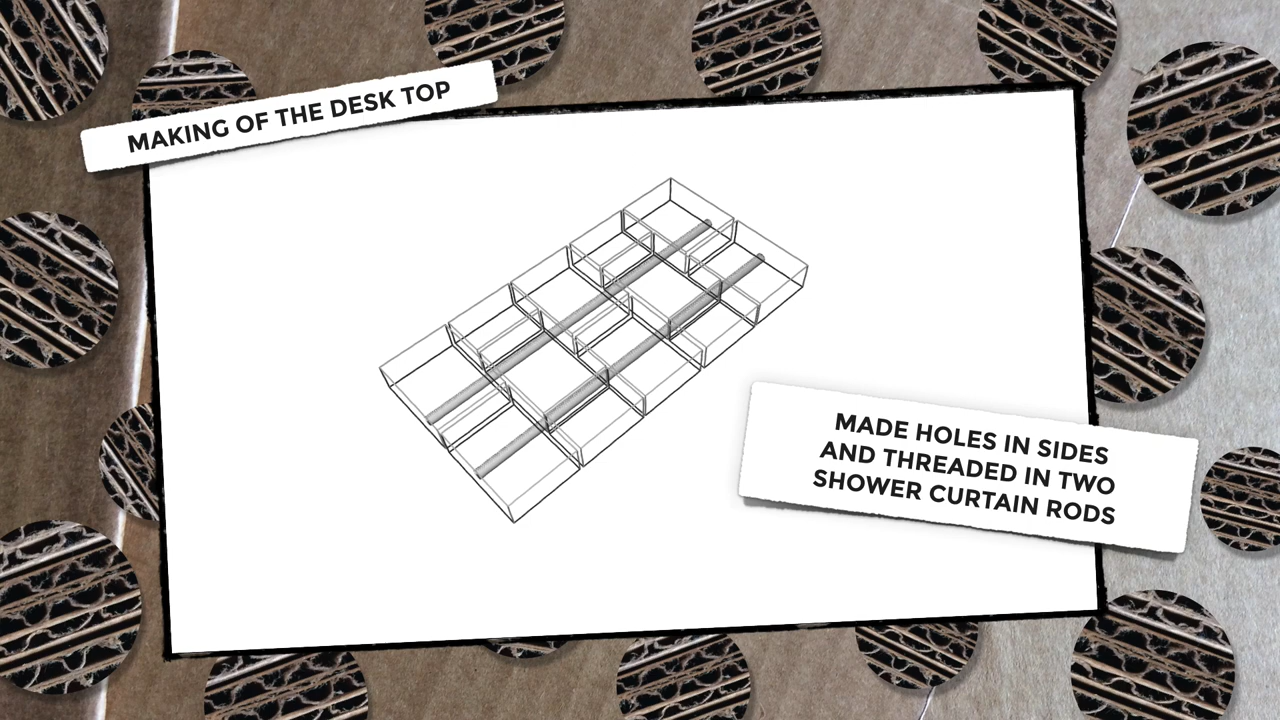 MAKING OF THE DESK TOP
MADE HOLES IN SIDES
AND THREADED IN TWO
SHOWER CURTAIN RODS